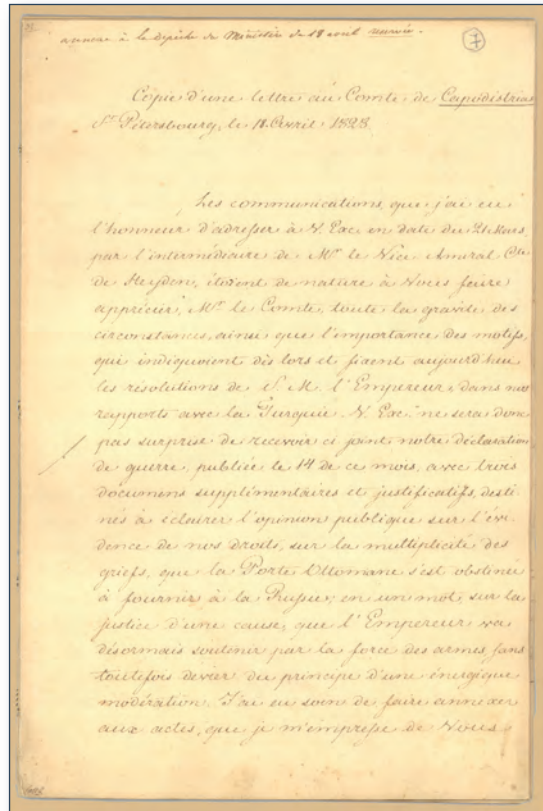 annexe à la dépêche du Ministère du 18 avril réservée.
Copie d'une lettre au Comte de Capodistrias
St Pétersbourg, le 18. Avril 1828.
Les communications, que j'ai eu
l'honneur d'adresser à V. Exc. en date du 21. Mars,
par l'intermédiaire de Mr. le Vice Amiral Cte
de Heyden, étoient de nature à Vous faire
apprécier, Mr. le Comte, toute la gravité des
circonstances, ainsi que l'importance des motifs,
qui indiquoient dès lors et fixent aujourd'hui
les résolutions de S. M. l'Empereur, dans nos
rapports avec la Turquie. V. Exc. ne sera donc
pas surprise de recevoir ci joint notre déclaration
de guerre, publiée le 14 de ce mois, avec trois
documens supplimentaires et justificatifs, desti-
nés à éclairer l'opinion publique sur l'évi-
dence de nos droits, sur la multiplicité des
griefs, que la Porte Ottomane s'est obstinée
à fournir à la Russie; en un mot, sur la
justice d'une cause, que l'Empereur va
désormais soutenir par la force des armes, sans
toutefois dévier du principe d'une énergique
modération. J'ai eu soin de faire annexer
aux actes, que je m'empresse de Vous